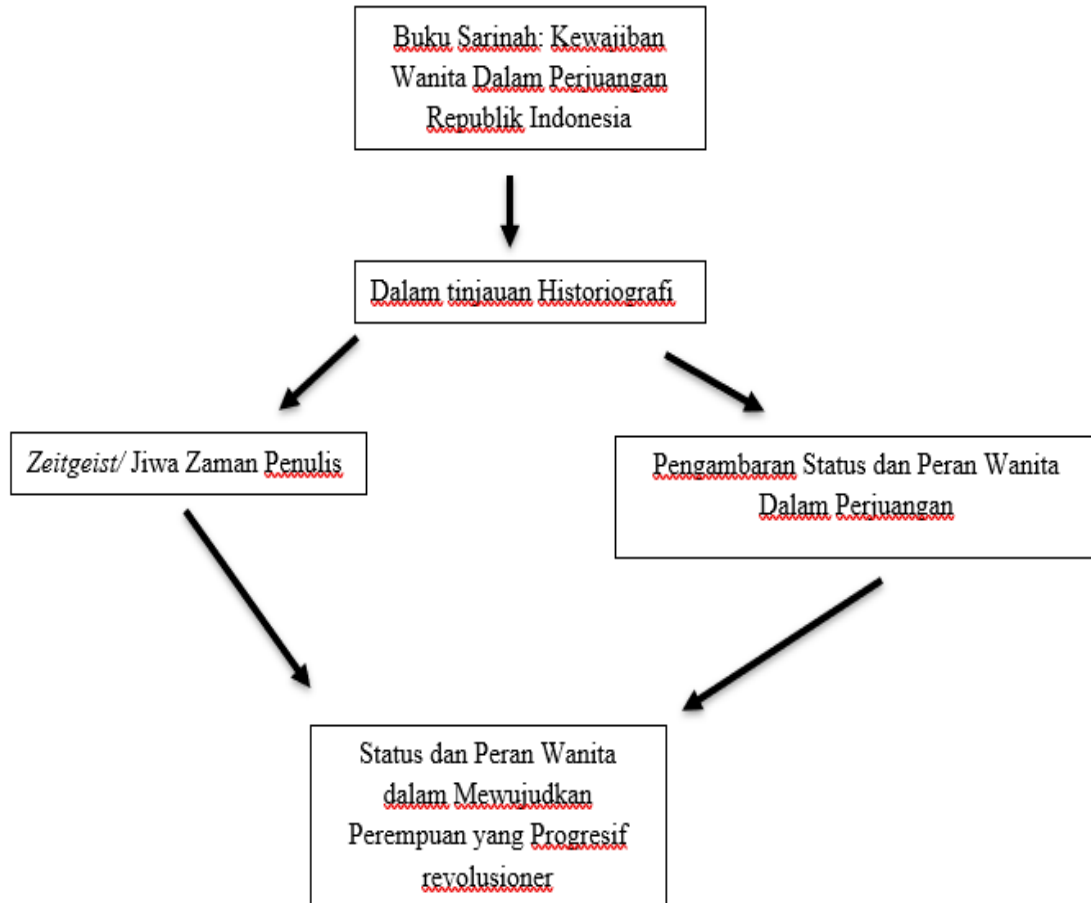 Buku Sarinah: Kewajiban
Wanita Dalam Perjuangan
Republik Indonesia
Dalam tinjauan Historiografi
Zeitgeist/ Jiwa Zaman Penulis
Pengambaran Status dan Peran Wanita
Dalam Perjuangan
Status dan Peran Wanita
dalam Mewujudkan
Perempuan yang Progresif
revolusioner